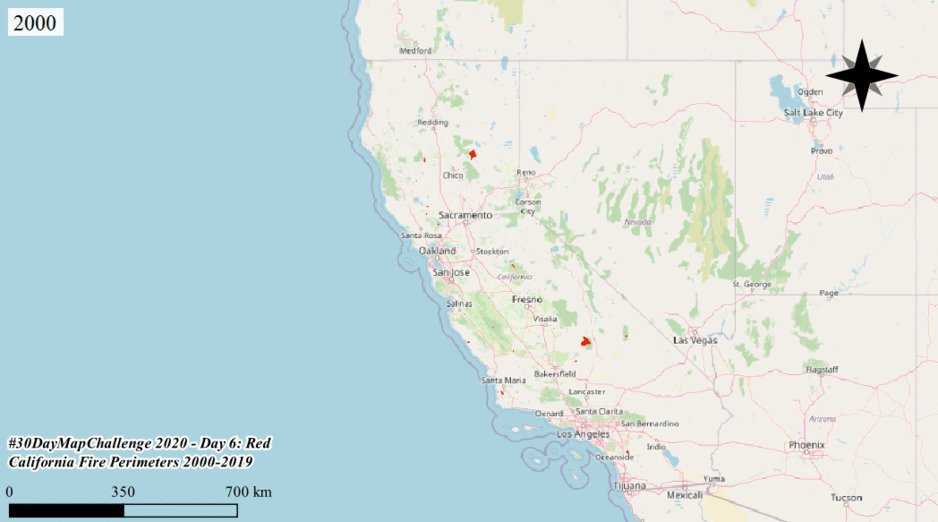 2000
Medford
Ogden
Salt Lake City
Redding
Provo
Chico
Reno
Utah
Carson
City
Sacramento
Nevada
Santa Rosa
Oakland
Stockton
San Jose
California
St. George
Page
Salinas
Fresno
Visalia
Las Vegas
Flagstaff
Bakersfield
Santa Maria
Lancaster
Oxnard
Santa Clarita
San Bernardino
Arizona
Los Angeles
Phoenix
Indio
Oceanside
Yuma
Tijuana
Mexicali
Tucson
#30DayMapChallenge 2020 - Day 6: Red
California Fire Perimeters 2000-2019
0 350 700 km